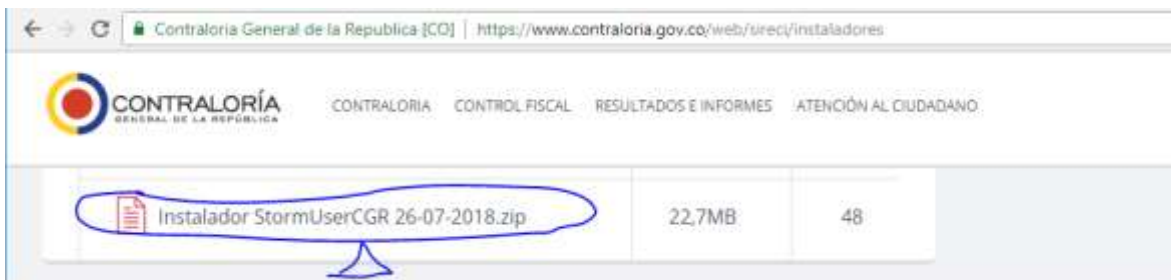 Contraloria General de la Republica [CO] | https://www.contraloria.gov.co/web/sireci/instaladores
CONTRALORÍA
GENERAL DE LA REPÚBLICA
CONTRALORIA CONTROL FISCAL RESULTADOS E INFORMES ATENCIÓN AL CIUDADANO
Instalador StormUserCGR 26-07-2018.zip 22,7MB 48